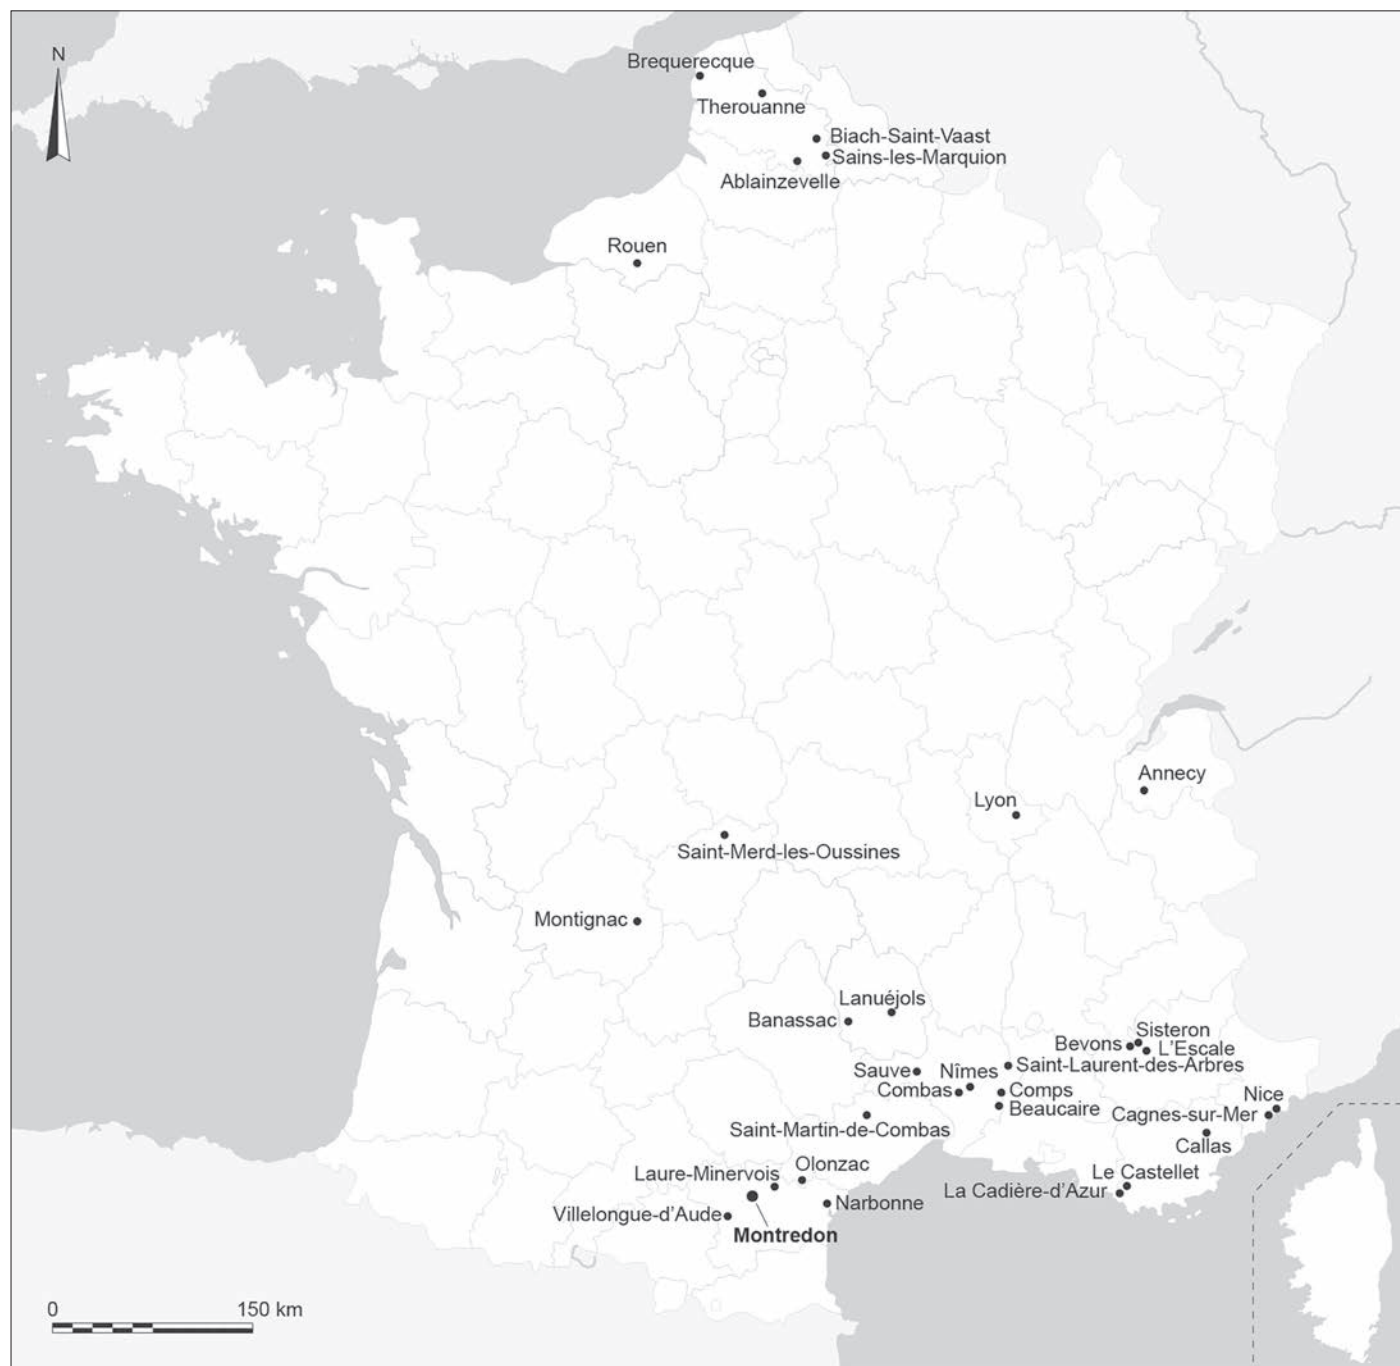 N
Brequerecque
Therouanne
Biach-Saint-Vaast
Sains-les-Marquion
Ablainzevelle
Rouen
Annecy
Lyon
Saint-Merd-les-Oussines
Montignac
Lanuéjols
Banassac
Sisteron
Bevons
L'Escale
Saint-Laurent-des-Arbres
Sauve
Nîmes
Combas
Comps
Nice
Beaucaire
Cagnes-sur-Mer
Saint-Martin-de-Combas
Callas
Olonzac
Laure-Minervois
Le Castellet
La Cadière-d'Azur
Narbonne
Villelongue-d'Aude
Montredon
0 150 km